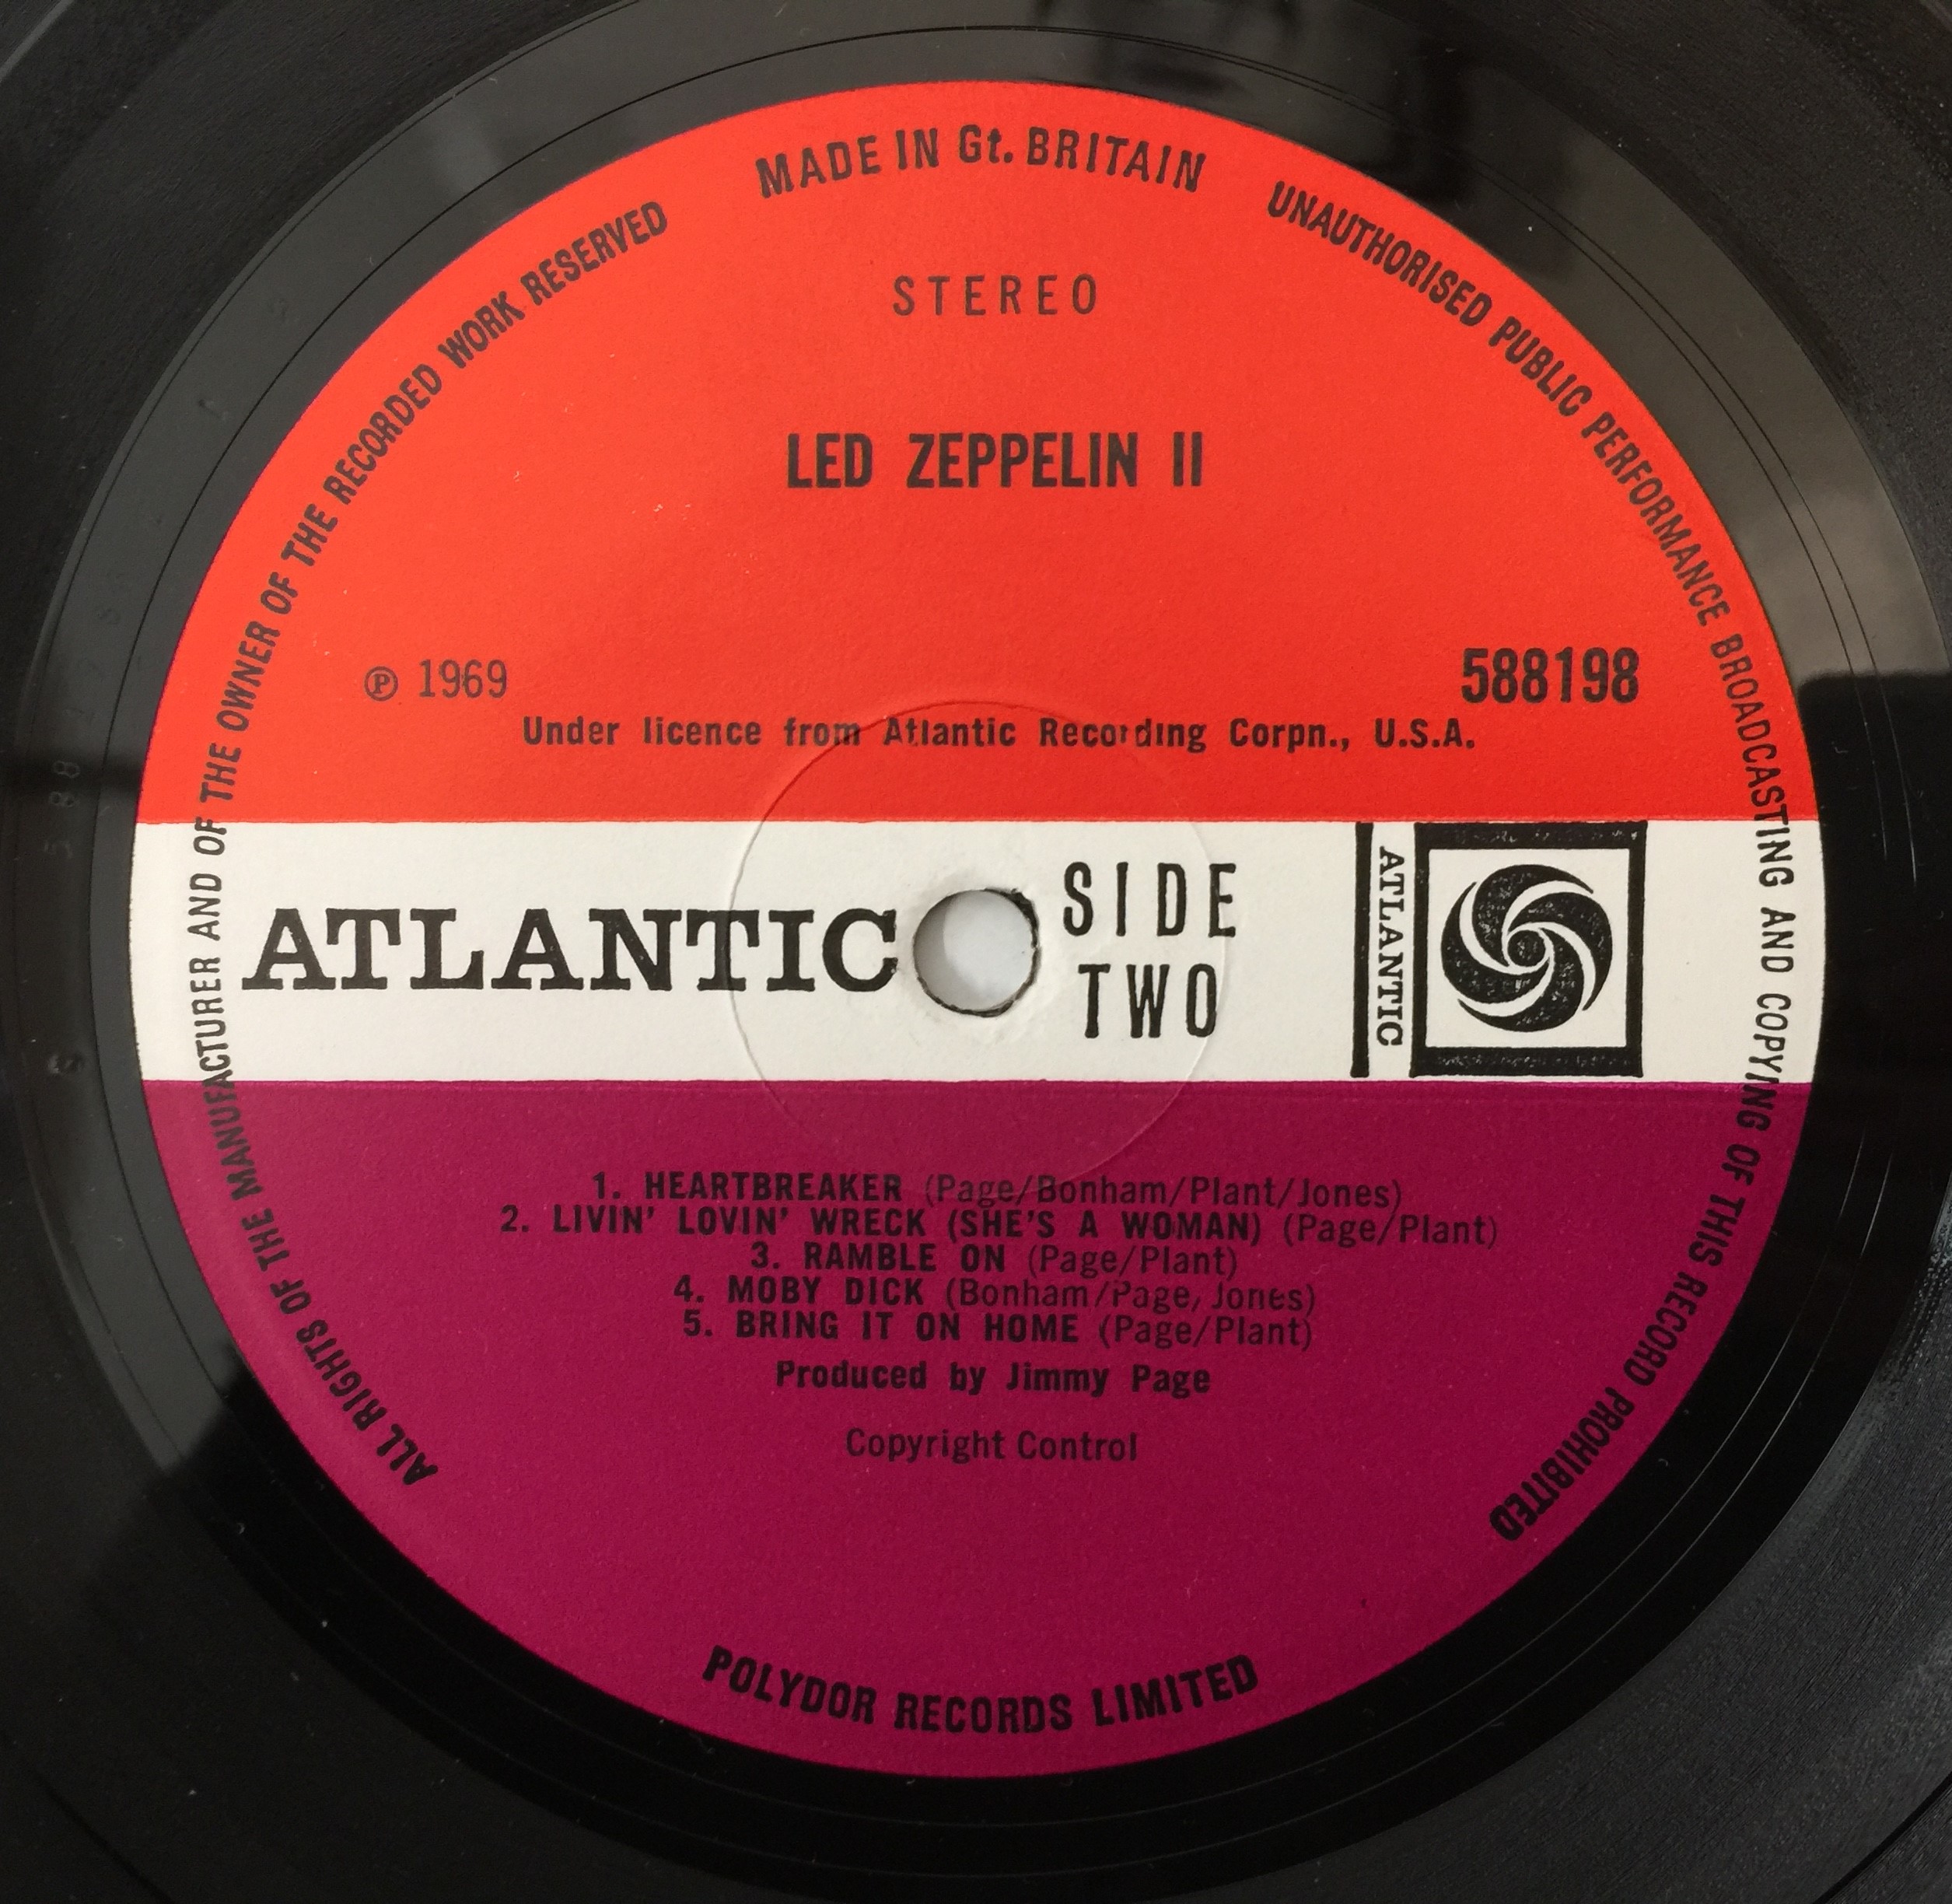 MADE IN Gt. BRITAIN
UNAUTHORISED PUBLIC PERFORMANCE BROADCASTING AND COPYING OF THIS RECORD PROHIBITED
ALL RIGHTS OF THE MANUFACTURER AND OF THE OWNER OF THE RECORDED WORK RESERVED
STEREO
LED ZEPPELIN II
℗ 1969
588198
Under licence from Atlantic Recording Corpn., U.S.A.
ATLANTIC
SIDE
TWO
ATLANTIC
1. HEARTBREAKER (Page/Bonham/Plant/Jones)
2. LIVIN' LOVIN' WRECK (SHE'S A WOMAN) (Page/Plant)
3. RAMBLE ON (Page/Plant)
4. MOBY DICK (Bonham/Page, Jones)
5. BRING IT ON HOME (Page/Plant)
Produced by Jimmy Page
Copyright Control
POLYDOR RECORDS LIMITED